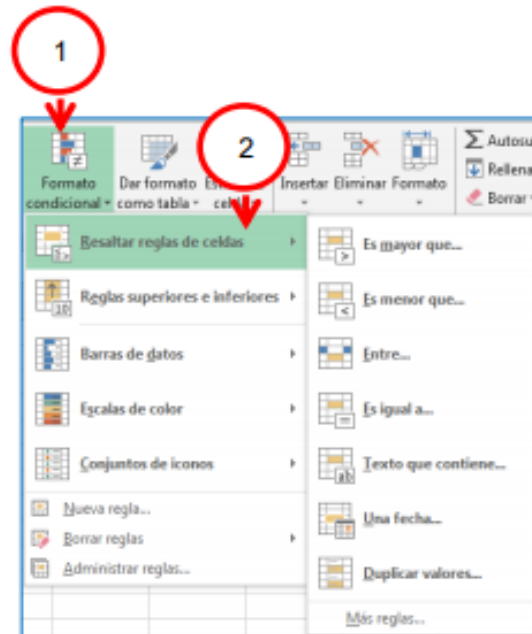 1
2
Formato condicional
Dar formato como tabla
Insertar
Eliminar
Formato
Autosu
Rellena
Borrar
Resaltar reglas de celdas
Reglas superiores e inferiores
Barras de datos
Escalas de color
Conjuntos de iconos
Nueva regla...
Borrar reglas
Administrar reglas...
Es mayor que...
Es menor que...
Entre...
Es igual a...
Texto que contiene...
Una fecha...
Duplicar valores...
Más reglas...